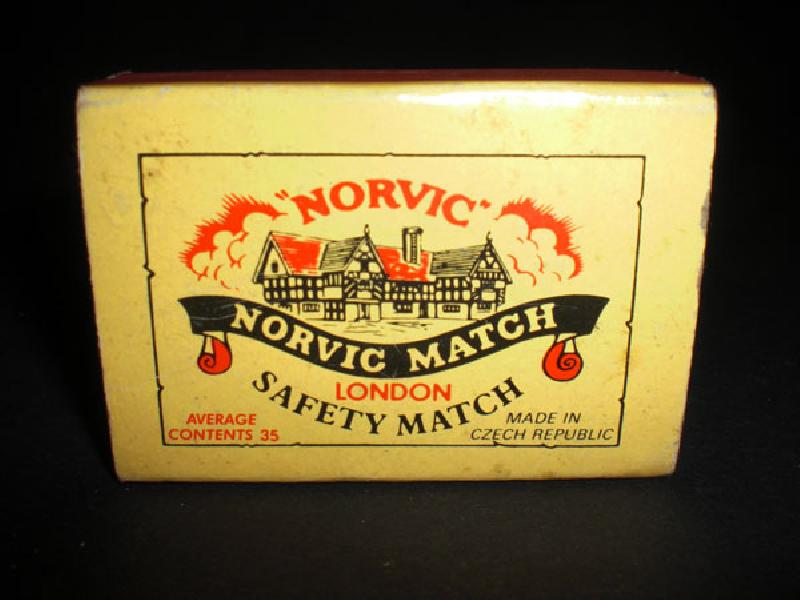 "NORVIC"
NORVIC MATCH
LONDON
SAFETY MATCH
AVERAGE
CONTENTS 35
MADE IN
CZECH REPUBLIC